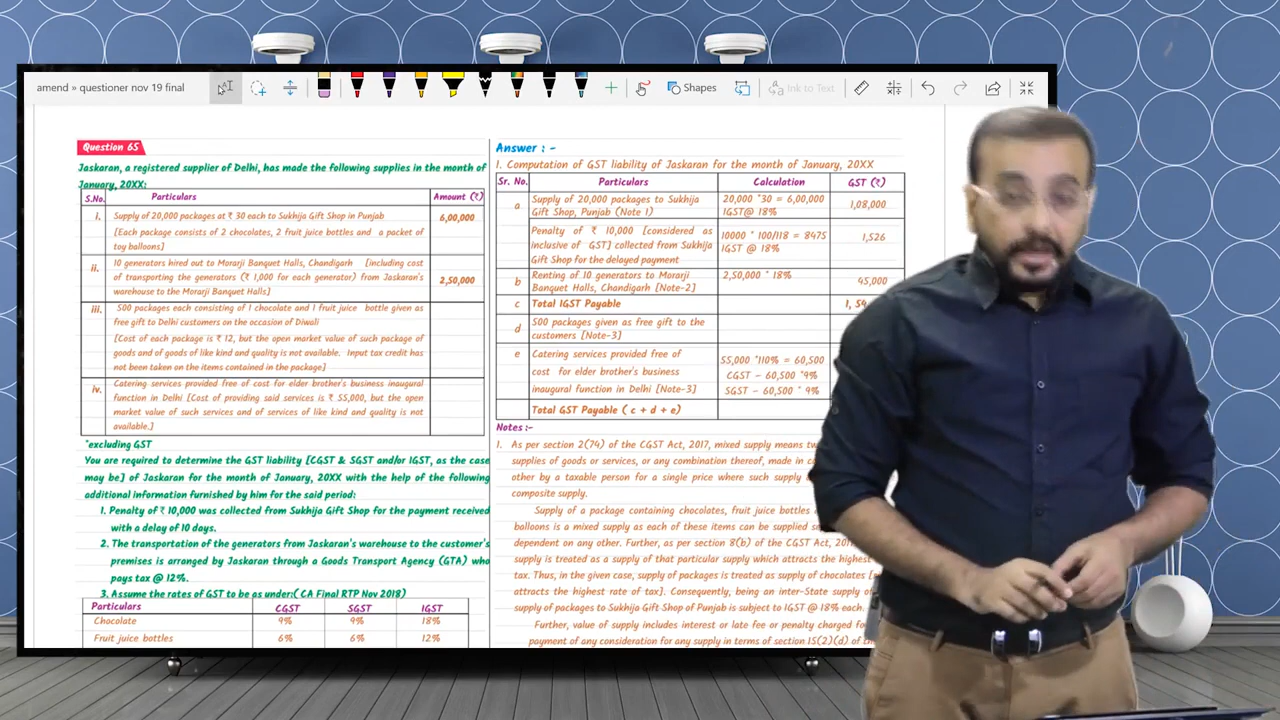 amend » questioner nov 19 final
Shapes
Ink to Text
Question 65
Jaskaran, a registered supplier of Delhi, has made the following supplies in the month of
January, 20XX:
S.No. Particulars Amount (₹)
i. Supply of 20,000 packages at ₹ 30 each to Sukhija Gift Shop in Punjab 6,00,000
[Each package consists of 2 chocolates, 2 fruit juice bottles and a packet of
toy balloons]
ii. 10 generators hired out to Morarji Banquet Halls, Chandigarh [including cost
of transporting the generators (₹ 1,000 for each generator) from Jaskaran's 2,50,000
warehouse to the Morarji Banquet Halls]
iii. 500 packages each consisting of 1 chocolate and 1 fruit juice bottle given as
free gift to Delhi customers on the occasion of Diwali
[Cost of each package is ₹ 12, but the open market value of such package of
goods and of goods of like kind and quality is not available. Input tax credit has
not been taken on the items contained in the package]
iv. Catering services provided free of cost for elder brother's business inaugural
function in Delhi [Cost of providing said services is ₹ 55,000, but the open
market value of such services and of services of like kind and quality is not
available.]
*excluding GST
You are required to determine the GST liability [CGST & SGST and/or IGST, as the case
may be] of Jaskaran for the month of January, 20XX with the help of the following
additional information furnished by him for the said period:
1. Penalty of ₹ 10,000 was collected from Sukhija Gift Shop for the payment received
with a delay of 10 days.
2. The transportation of the generators from Jaskaran's warehouse to the customer's
premises is arranged by Jaskaran through a Goods Transport Agency (GTA) who
pays tax @ 12%.
3. Assume the rates of GST to be as under:( CA Final RTP Nov 2018)
Particulars CGST SGST IGST
Chocolate 9% 9% 18%
Fruit juice bottles 6% 6% 12%
Answer : -
1. Computation of GST liability of Jaskaran for the month of January, 20XX
Sr. No. Particulars Calculation GST (₹)
a Supply of 20,000 packages to Sukhija 20,000 *30 = 6,00,000 1,08,000
Gift Shop, Punjab (Note 1) IGST@ 18%
Penalty of ₹ 10,000 [considered as 10000 * 100/118 = 8475 1,526
inclusive of GST] collected from Sukhija IGST @ 18%
Gift Shop for the delayed payment
b Renting of 10 generators to Morarji 2,50,000 * 18% 45,000
Banquet Halls, Chandigarh [Note-2]
c Total IGST Payable 1, 54
d 500 packages given as free gift to the
customers [Note-3]
e Catering services provided free of 55,000 *110% = 60,500
cost for elder brother's business CGST – 60,500 *9%
inaugural function in Delhi [Note-3] SGST – 60,500 * 9%
Total GST Payable ( c + d + e)
Notes :-
1. As per section 2(74) of the CGST Act, 2017, mixed supply means
supplies of goods or services, or any combination thereof, made in
other by a taxable person for a single price where such supply
composite supply.
Supply of a package containing chocolates, fruit juice bottles
balloons is a mixed supply as each of these items can be supplied
dependent on any other. Further, as per section 8(b) of the CGST Act,
supply is treated as a supply of that particular supply which attracts the highest
tax. Thus, in the given case, supply of packages is treated as supply of chocolates
attracts the highest rate of tax]. Consequently, being an inter-State supply
supply of packages to Sukhija Gift Shop of Punjab is subject to IGST @ 18% each.
Further, value of supply includes interest or late fee or penalty charged
payment of any consideration for any supply in terms of section 15(2)(d) of